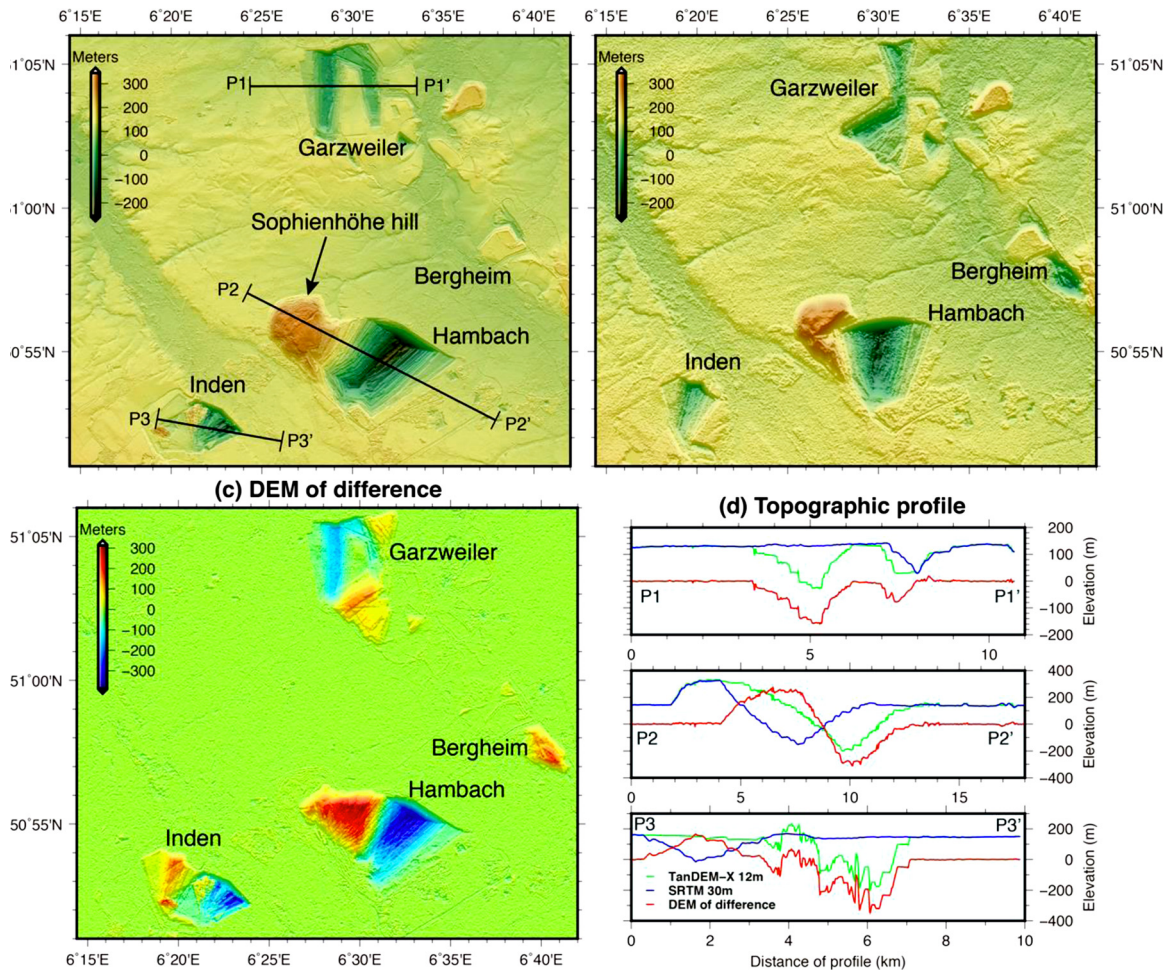 6˚15'E 6˚20'E 6˚25'E 6˚30'E 6˚35'E 6˚40'E
6˚15'E 6˚20'E 6˚25'E 6˚30'E 6˚35'E 6˚40'E
Meters
300
200
100
0
−100
−200
P1
P1'
Garzweiler
Sophienhöhe hill
Bergheim
P2
Hambach
Inden
P3
P3'
P2'
51˚05'N
1˚00'N
0˚55'N
Meters
300
200
100
0
−100
−200
Garzweiler
Bergheim
Hambach
Inden
51˚05'N
51˚00'N
50˚55'N
(c) DEM of difference
Meters
300
200
100
0
−100
−200
−300
Garzweiler
Bergheim
Hambach
Inden
51˚05'N
51˚00'N
50˚55'N
6˚15'E 6˚20'E 6˚25'E 6˚30'E 6˚35'E 6˚40'E
(d) Topographic profile
P1 P1'
200
100
0
−100
−200
Elevation (m)
0 5 10
P2 P2'
400
200
0
−200
−400
Elevation (m)
0 5 10 15
P3 P3'
200
0
−200
−400
Elevation (m)
TanDEM−X 12m
SRTM 30m
DEM of difference
0 2 4 6 8 10
Distance of profile (km)